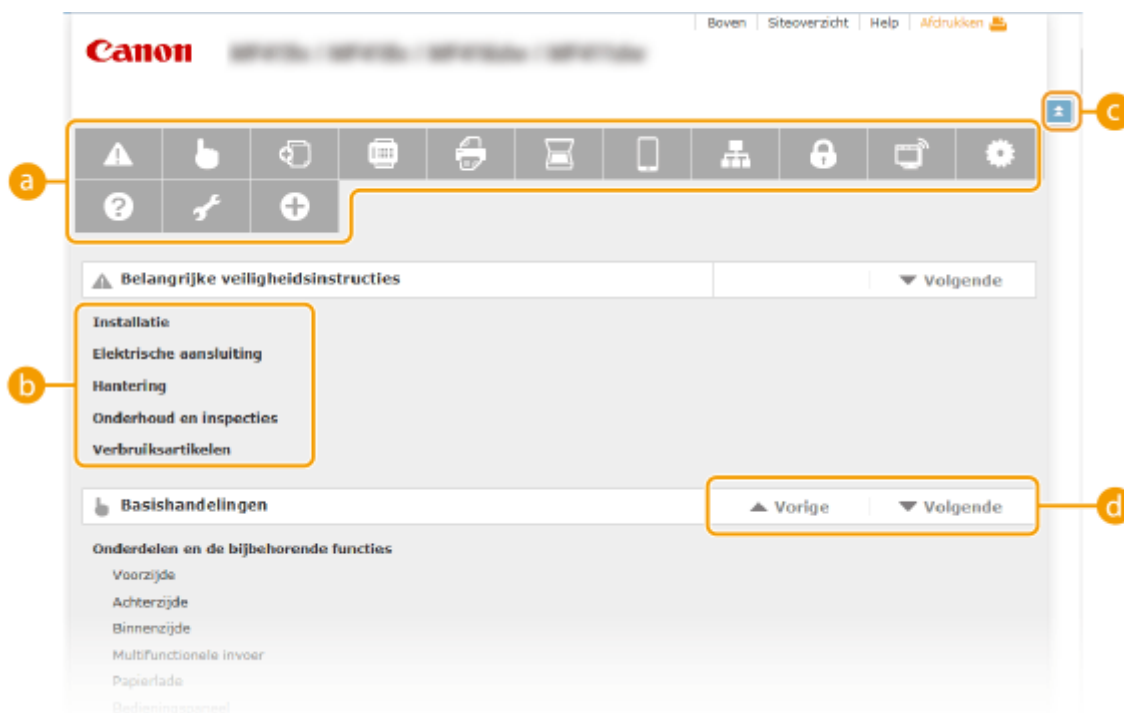 Boven Siteoverzicht Help Afdrukken
Canon
c
a
Belangrijke veiligheidsinstructies Volgende
Installatie
Elektrische aansluiting
b
Hantering
Onderhoud en inspecties
Verbruiksartikelen
Basishandelingen Vorige Volgende
d
Onderdelen en de bijbehorende functies
Voorzijde
Achterzijde
Binnenzijde
Multifunctionele invoer
Papierlade
Bedieningspaneel